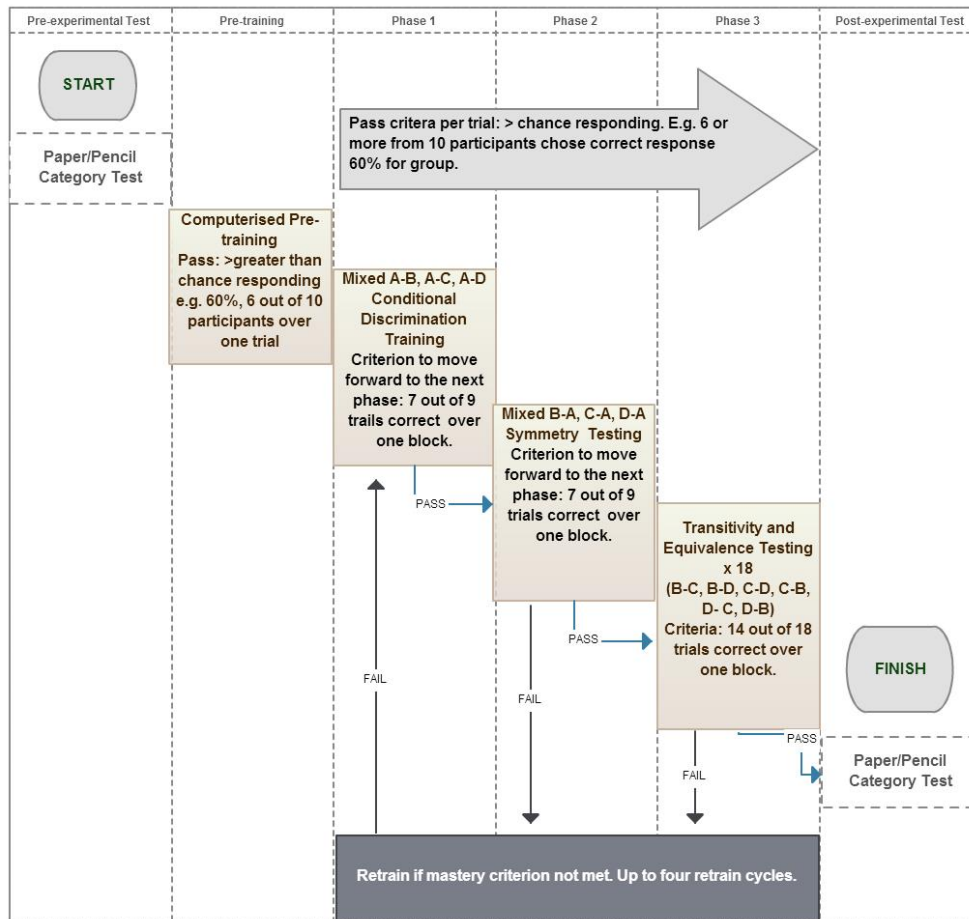 Pre-experimental Test
Pre-training
Phase 1
Phase 2
Phase 3
Post-experimental Test
START
Paper/Pencil
Category Test
Pass critera per trial: > chance responding. E.g. 6 or
more from 10 participants chose correct response
60% for group.
Computerised Pre-
training
Pass: >greater than
chance responding
e.g. 60%, 6 out of 10
participants over
one trial
Mixed A-B, A-C, A-D
Conditional
Discrimination
Training
Criterion to move
forward to the next
phase: 7 out of 9
trails correct over
one block.
PASS
Mixed B-A, C-A, D-A
Symmetry Testing
Criterion to move
forward to the next
phase: 7 out of 9
trials correct over
one block.
PASS
Transitivity and
Equivalence Testing
x 18
(B-C, B-D, C-D, C-B,
D- C, D-B)
Criteria: 14 out of 18
trials correct over
one block.
PASS
FINISH
Paper/Pencil
Category Test
FAIL
FAIL
FAIL
Retrain if mastery criterion not met. Up to four retrain cycles.